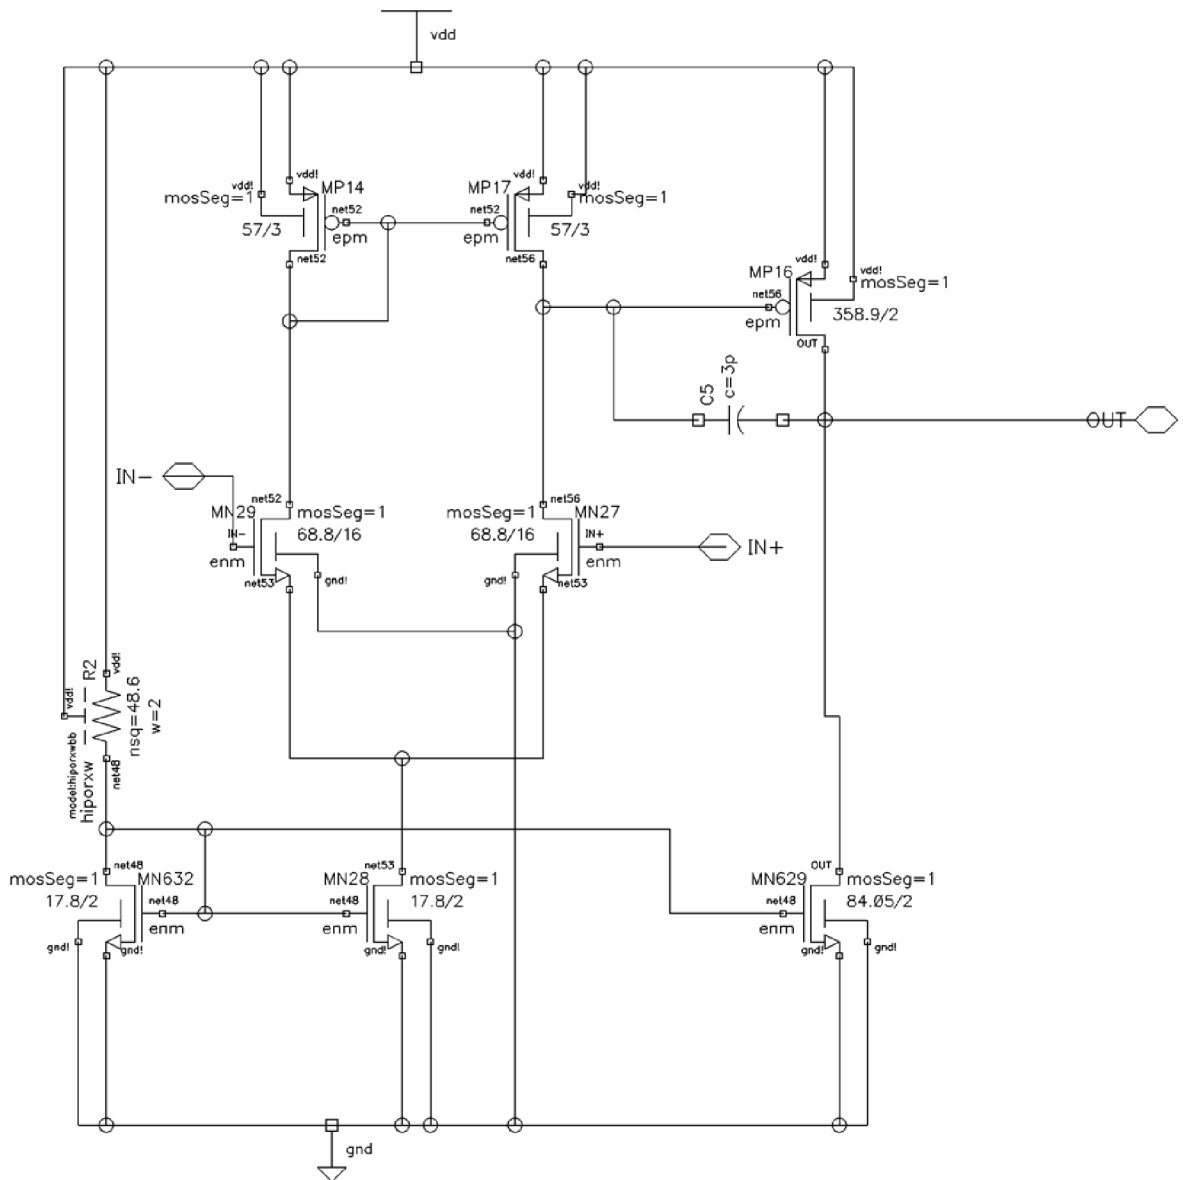 vdd
vdd!
MP14
mosSeg=1
vdd!
net52
57/3
epm
net52
vdd!
MP17
vdd!
mosSeg=1
net52
57/3
epm
net56
vdd!
MP16
vdd!
mosSeg=1
net56
358.9/2
epm
OUT
C5
c=3p
OUT
IN-
net52
MN29
mosSeg=1
IN-
68.8/16
enm
net53
gnd!
net56
mosSeg=1
MN27
68.8/16
IN+
enm
net53
gnd!
IN+
R2
vdd!
vdd!
nsq=48.6
w=2
model:hiporxwbb
hiporxw
net48
net48
mosSeg=1
MN632
17.8/2
net48
enm
gnd!
gnd!
net53
MN28
mosSeg=1
net48
17.8/2
enm
gnd!
gnd!
OUT
MN629
mosSeg=1
net48
84.05/2
enm
gnd!
gnd!
gnd